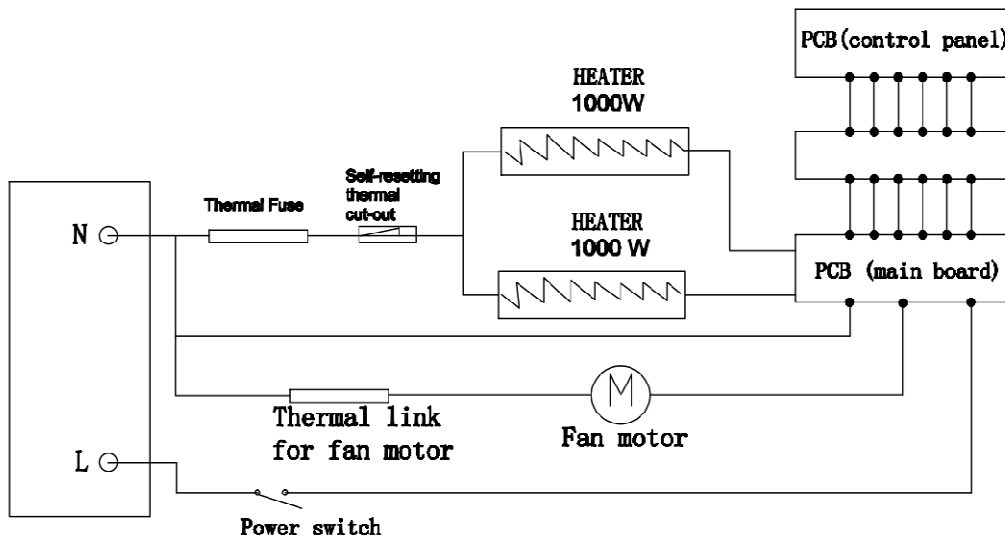 PCB(control panel)
HEATER
1000W
Self-resetting
thermal
cut-out
Thermal Fuse
N
HEATER
1000 W
PCB (main board)
M
Thermal link
for fan motor
Fan motor
L
Power switch